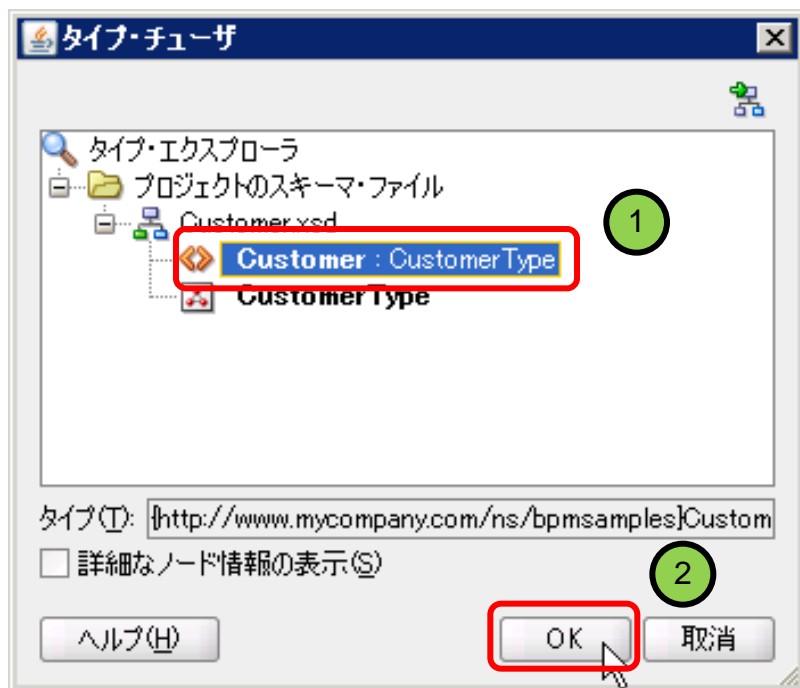 タイプ・チューザ
タイプ・エクスプローラ
プロジェクトのスキーマ・ファイル
Customer.xsd
1
Customer : CustomerType
CustomerType
タイプ(T): {http://www.mycompany.com/ns/bpmsamples}Custom
詳細なノード情報の表示(S)
2
ヘルプ(H) OK 取消